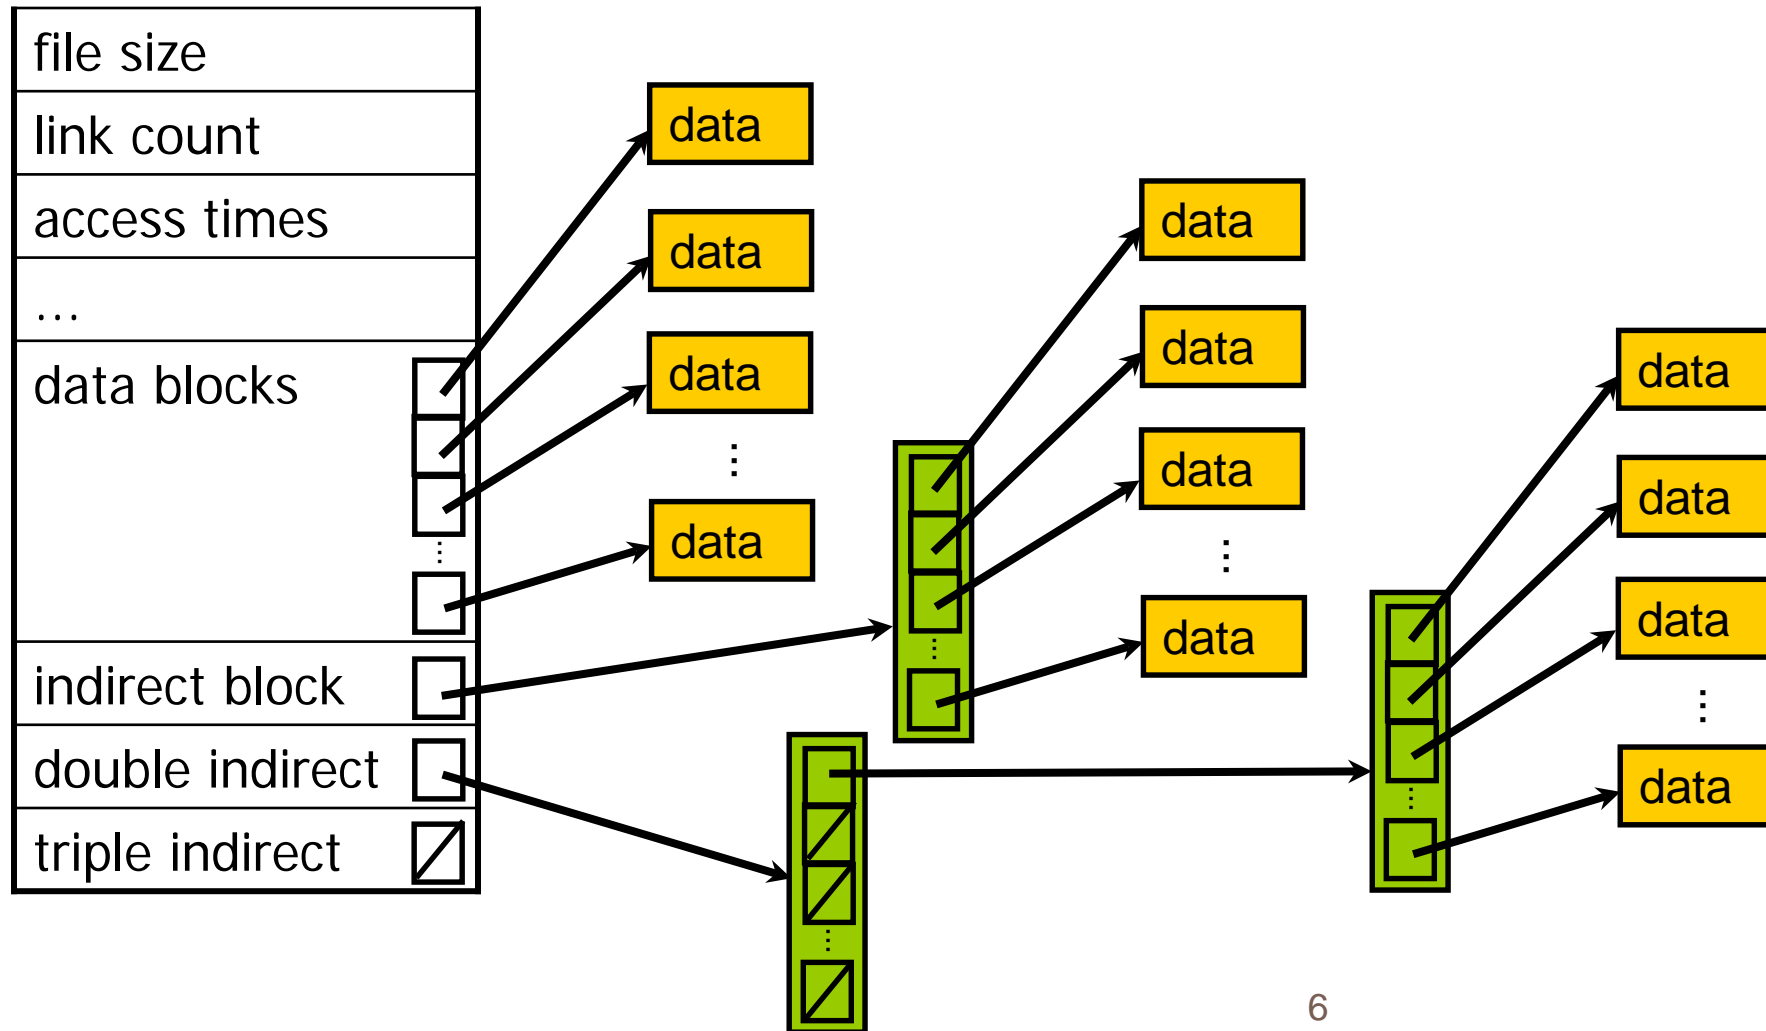 file size
link count
access times
...
data blocks
indirect block
double indirect
triple indirect
data
data
data
⋮
data
data
data
data
⋮
data
data
data
data
⋮
data
6